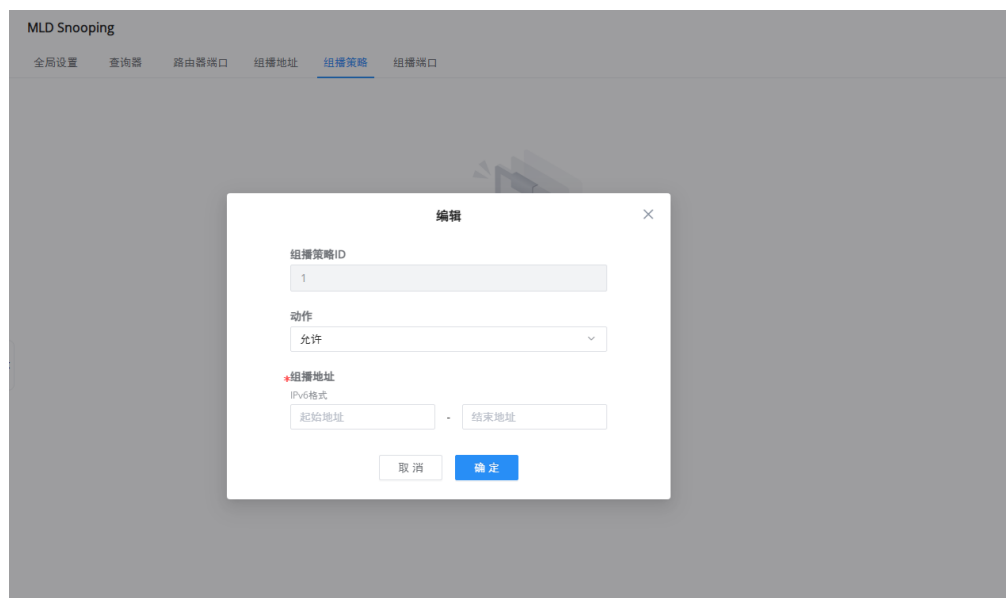 MLD Snooping
全局设置 查询器 路由器端口 组播地址 组播策略 组播端口
编辑
组播策略ID
1
动作
允许
*组播地址
IPv6格式
起始地址 - 结束地址
取消 确定